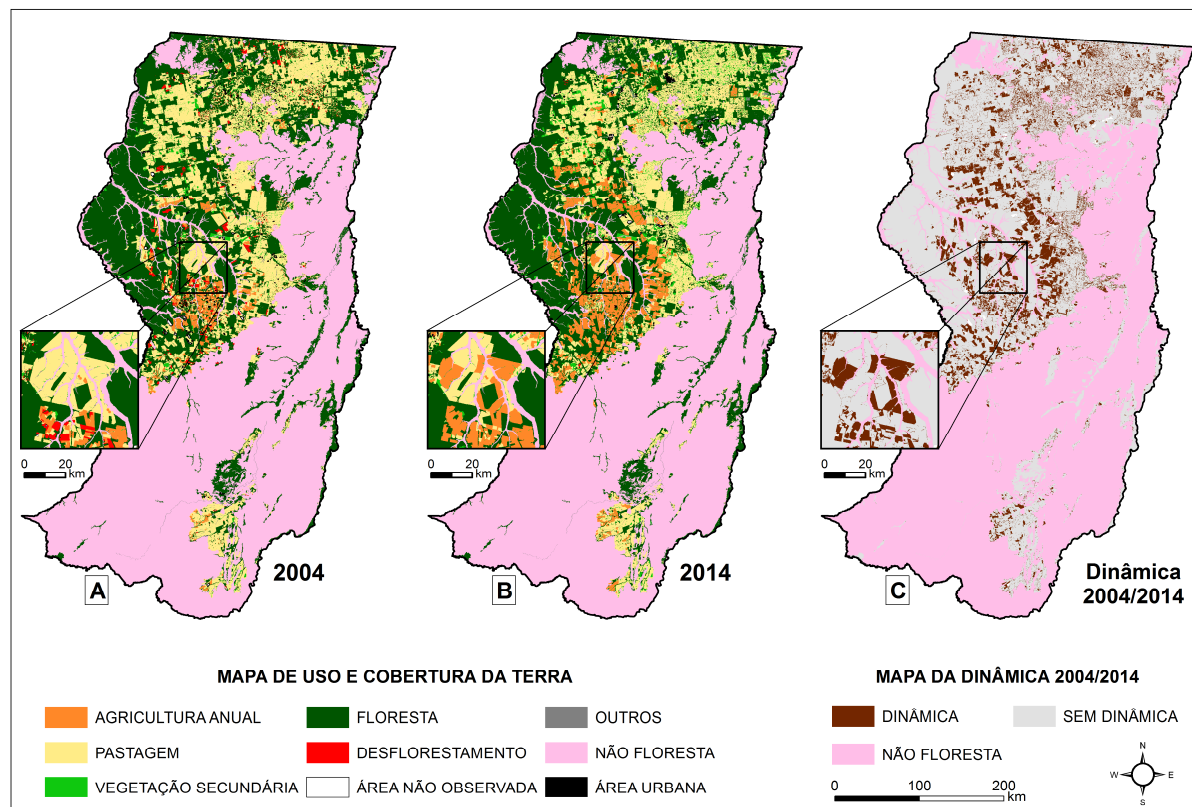 0 20
km
A
2004
0 20
km
B
2014
0 20
km
C
Dinâmica
2004/2014
MAPA DE USO E COBERTURA DA TERRA
AGRICULTURA ANUAL
FLORESTA
OUTROS
PASTAGEM
DESFLORESTAMENTO
NÃO FLORESTA
VEGETAÇÃO SECUNDÁRIA
ÁREA NÃO OBSERVADA
ÁREA URBANA
MAPA DA DINÂMICA 2004/2014
DINÂMICA
SEM DINÂMICA
NÃO FLORESTA
0 100 200
km
N
W E
S